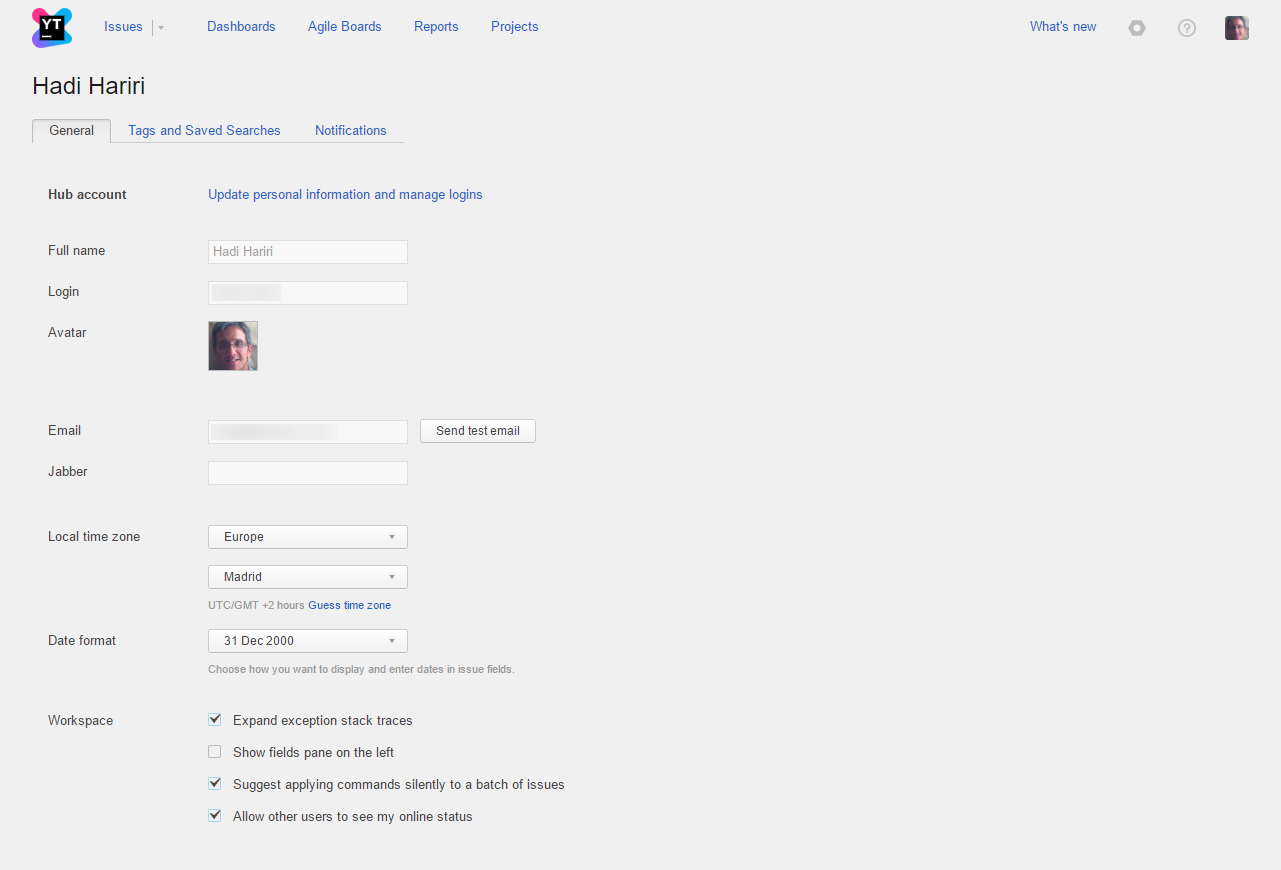 YT
Issues Dashboards Agile Boards Reports Projects What's new
Hadi Hariri
General Tags and Saved Searches Notifications
Hub account Update personal information and manage logins
Full name Hadi Hariri
Login
Avatar
Email Send test email
Jabber
Local time zone Europe
Madrid
UTC/GMT +2 hours Guess time zone
Date format 31 Dec 2000
Choose how you want to display and enter dates in issue fields.
Workspace Expand exception stack traces
Show fields pane on the left
Suggest applying commands silently to a batch of issues
Allow other users to see my online status